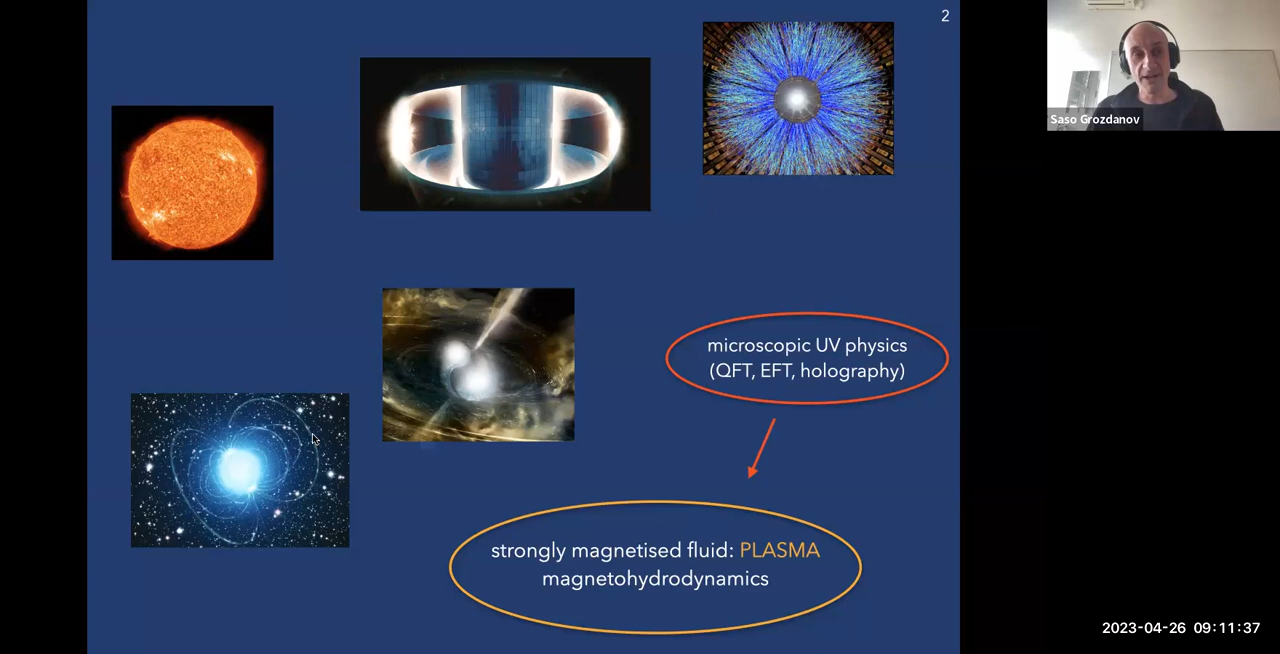 2
Saso Grozdanov
microscopic UV physics
(QFT, EFT, holography)
strongly magnetised fluid: PLASMA
magnetohydrodynamics
2023-04-26 09:11:37